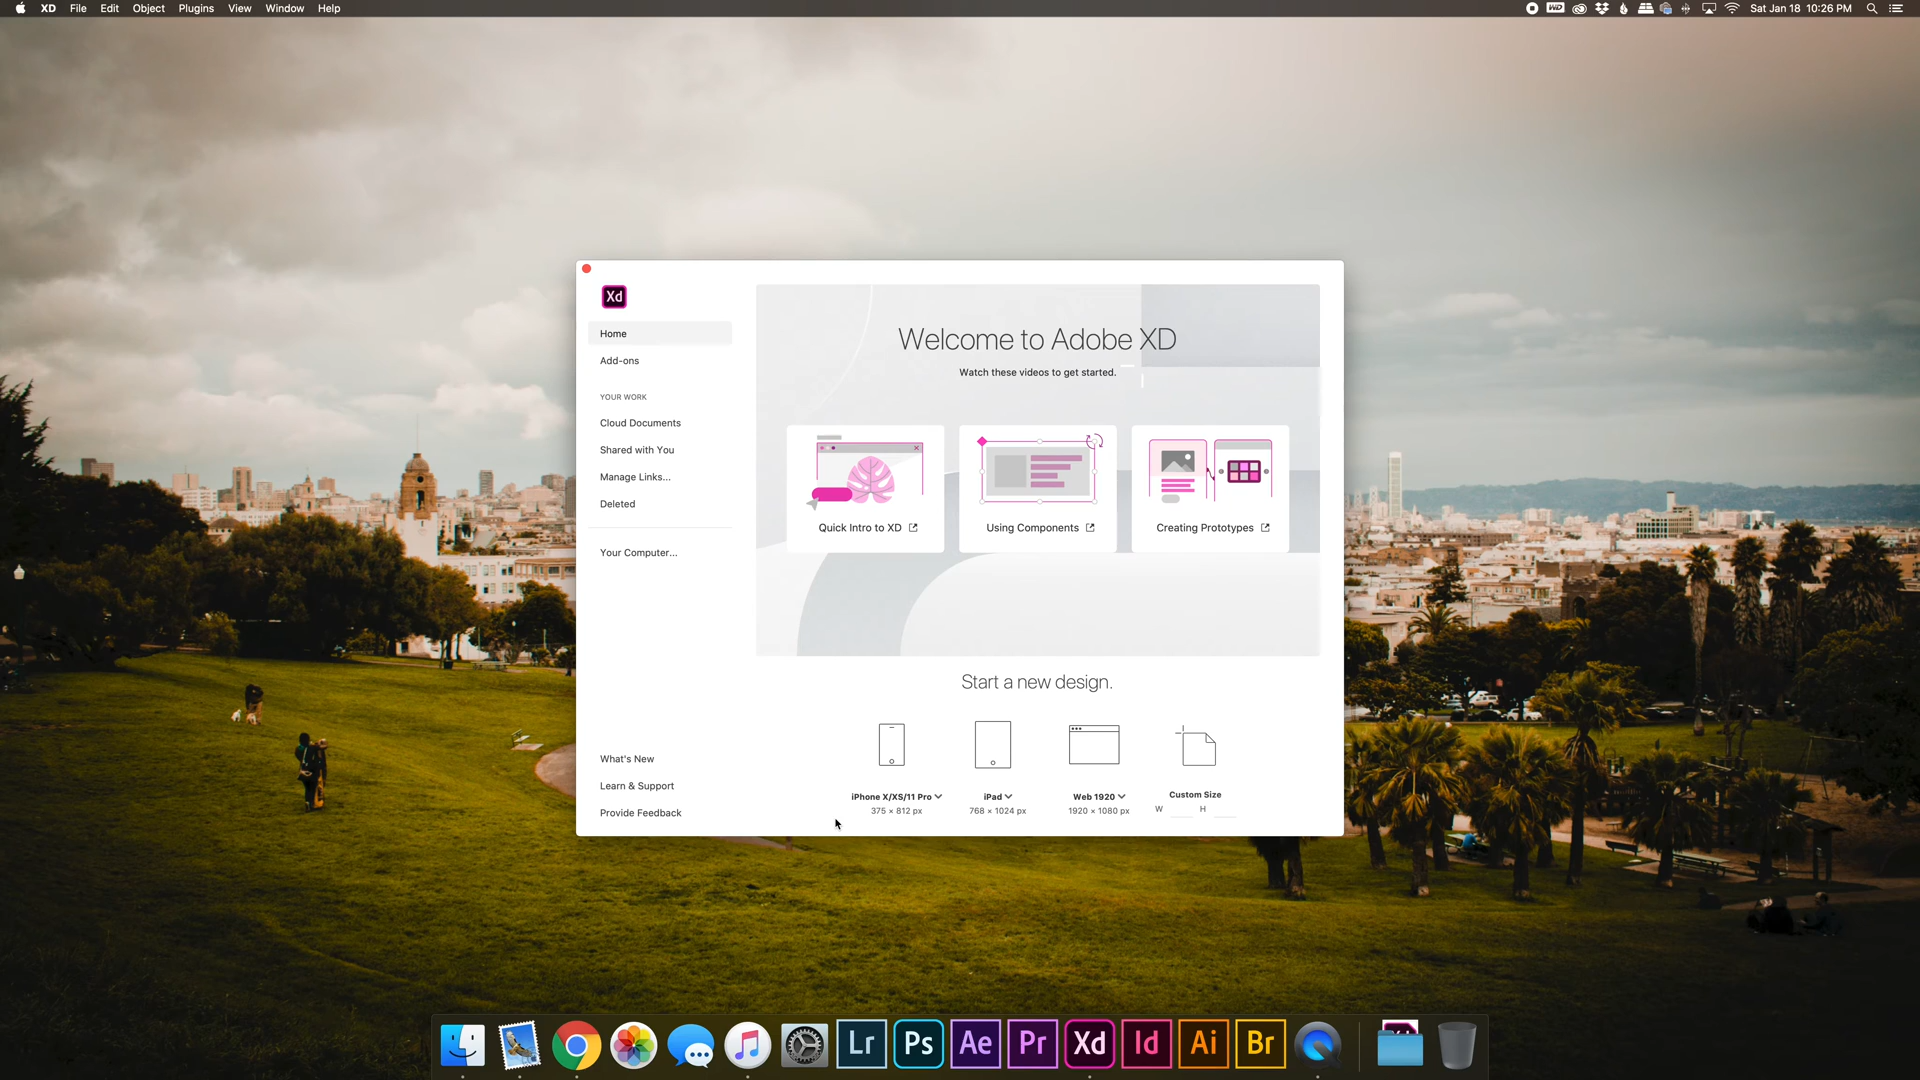 XD File Edit Object Plugins View Window Help
WD
Sat Jan 18 10:26 PM
Xd
Home
Add-ons
YOUR WORK
Cloud Documents
Shared with You
Manage Links...
Deleted
Your Computer...
What's New
Learn & Support
Provide Feedback
Welcome to Adobe XD
Watch these videos to get started.
Quick Intro to XD
Using Components
Creating Prototypes
Start a new design.
iPhone X/XS/11 Pro
375 × 812 px
iPad
768 × 1024 px
Web 1920
1920 × 1080 px
Custom Size
W H
Lr Ps Ae Pr Xd Id Ai Br